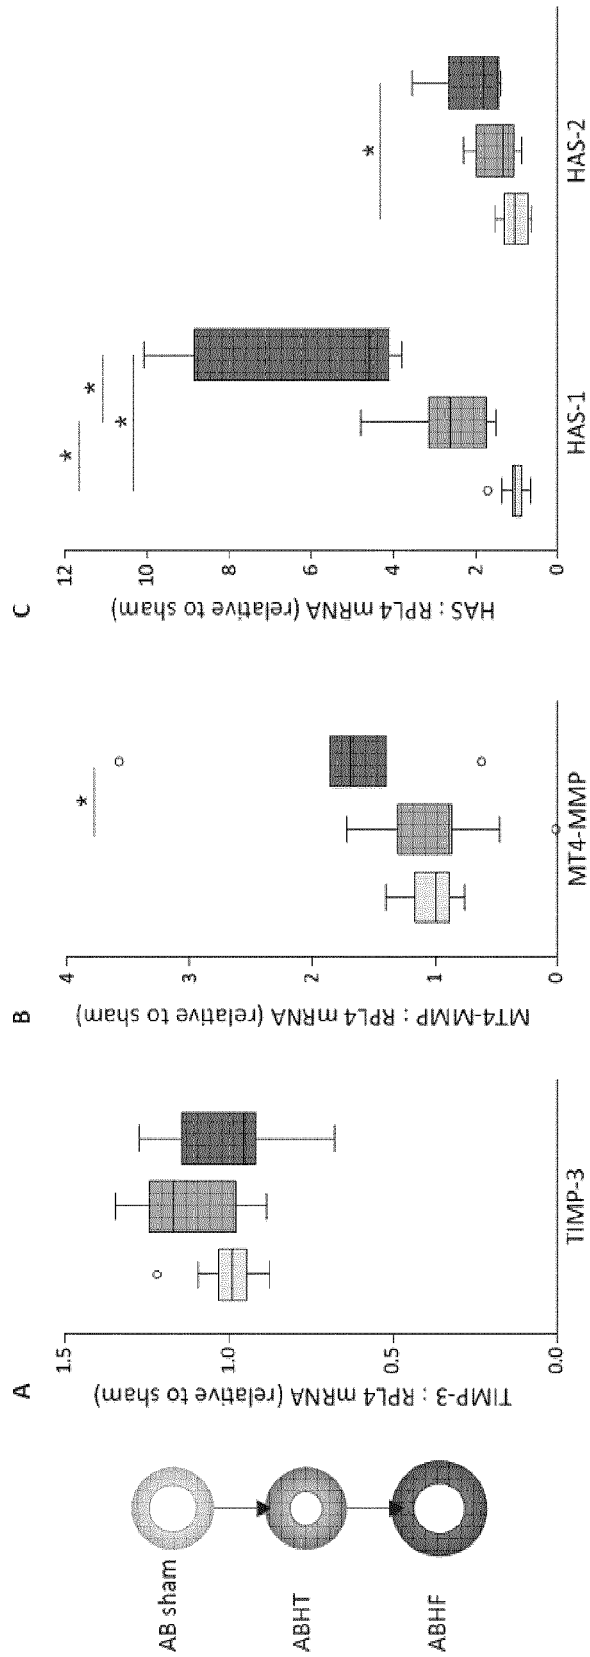 AB sham
ABHT
ABHF
A
TIMP-3 : RPL4 mRNA (relative to sham)
1.5
1.0
0.5
0.0
TIMP-3
B
MT4-MMP : RPL4 mRNA (relative to sham)
4
3
2
1
0
*
MT4-MMP
C
HAS : RPL4 mRNA (relative to sham)
12
10
8
6
4
2
0
*
*
*
*
HAS-1
HAS-2